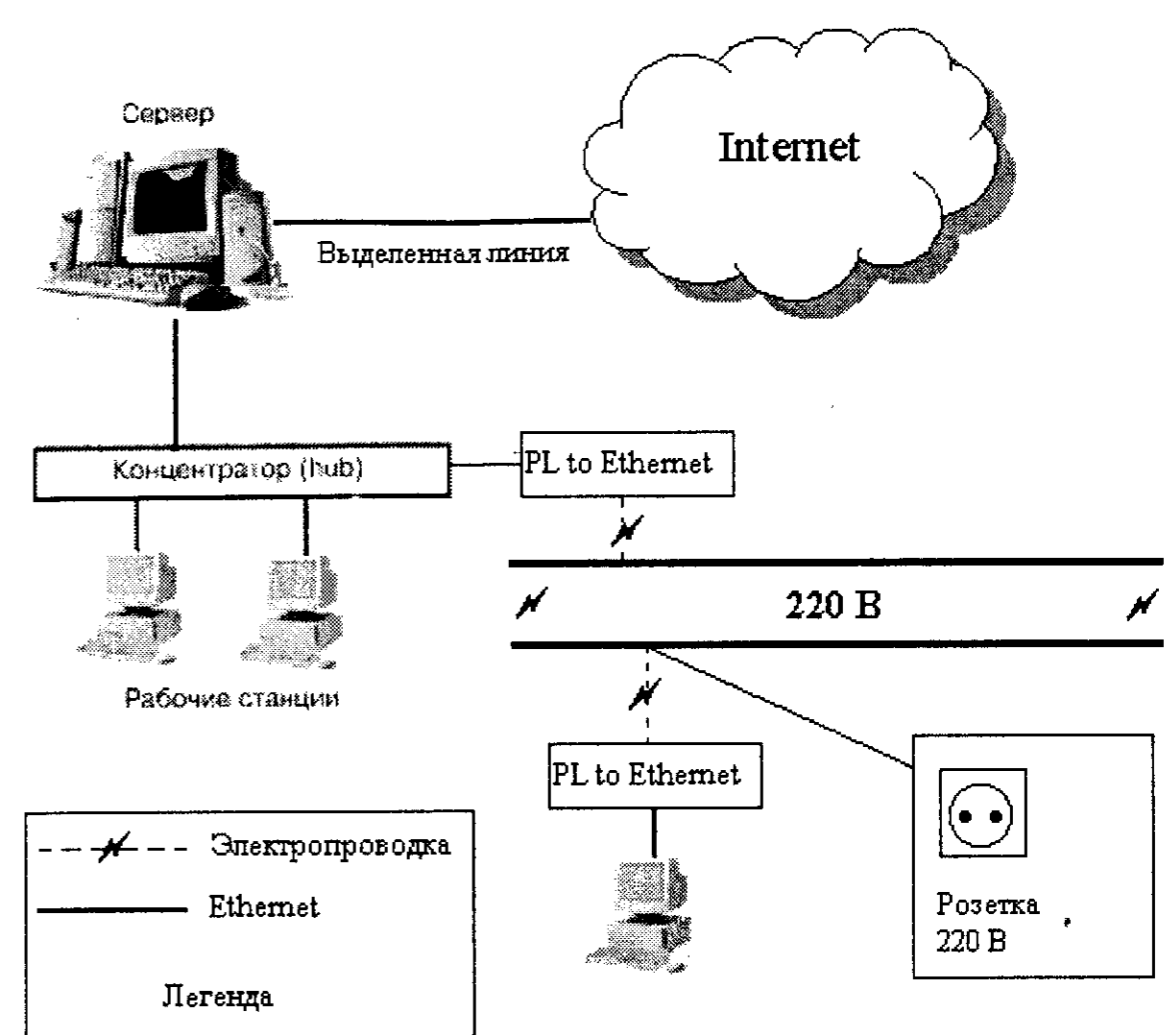 Сервер
Internet
Выделенная линия
Концентратор (hub)
PL to Ethernet
220 В
Рабочие станции
PL to Ethernet
Электропроводка
Ethernet
Легенда
Розетка
220 В